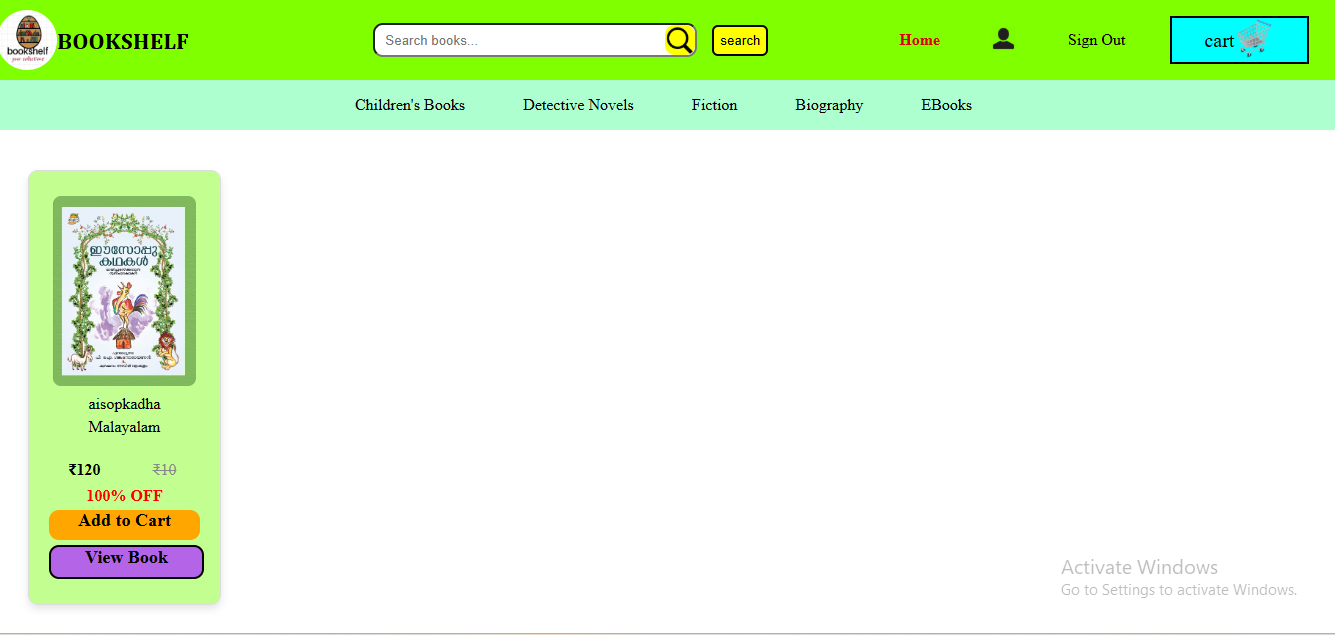 bookshelf
your collections
BOOKSHELF
Search books...
search
Home
Sign Out
cart
Children's Books
Detective Novels
Fiction
Biography
EBooks
ഈസോപ്പു
കഥകൾ
aisopkadha
Malayalam
₹120 ₹10
100% OFF
Add to Cart
View Book
Activate Windows
Go to Settings to activate Windows.